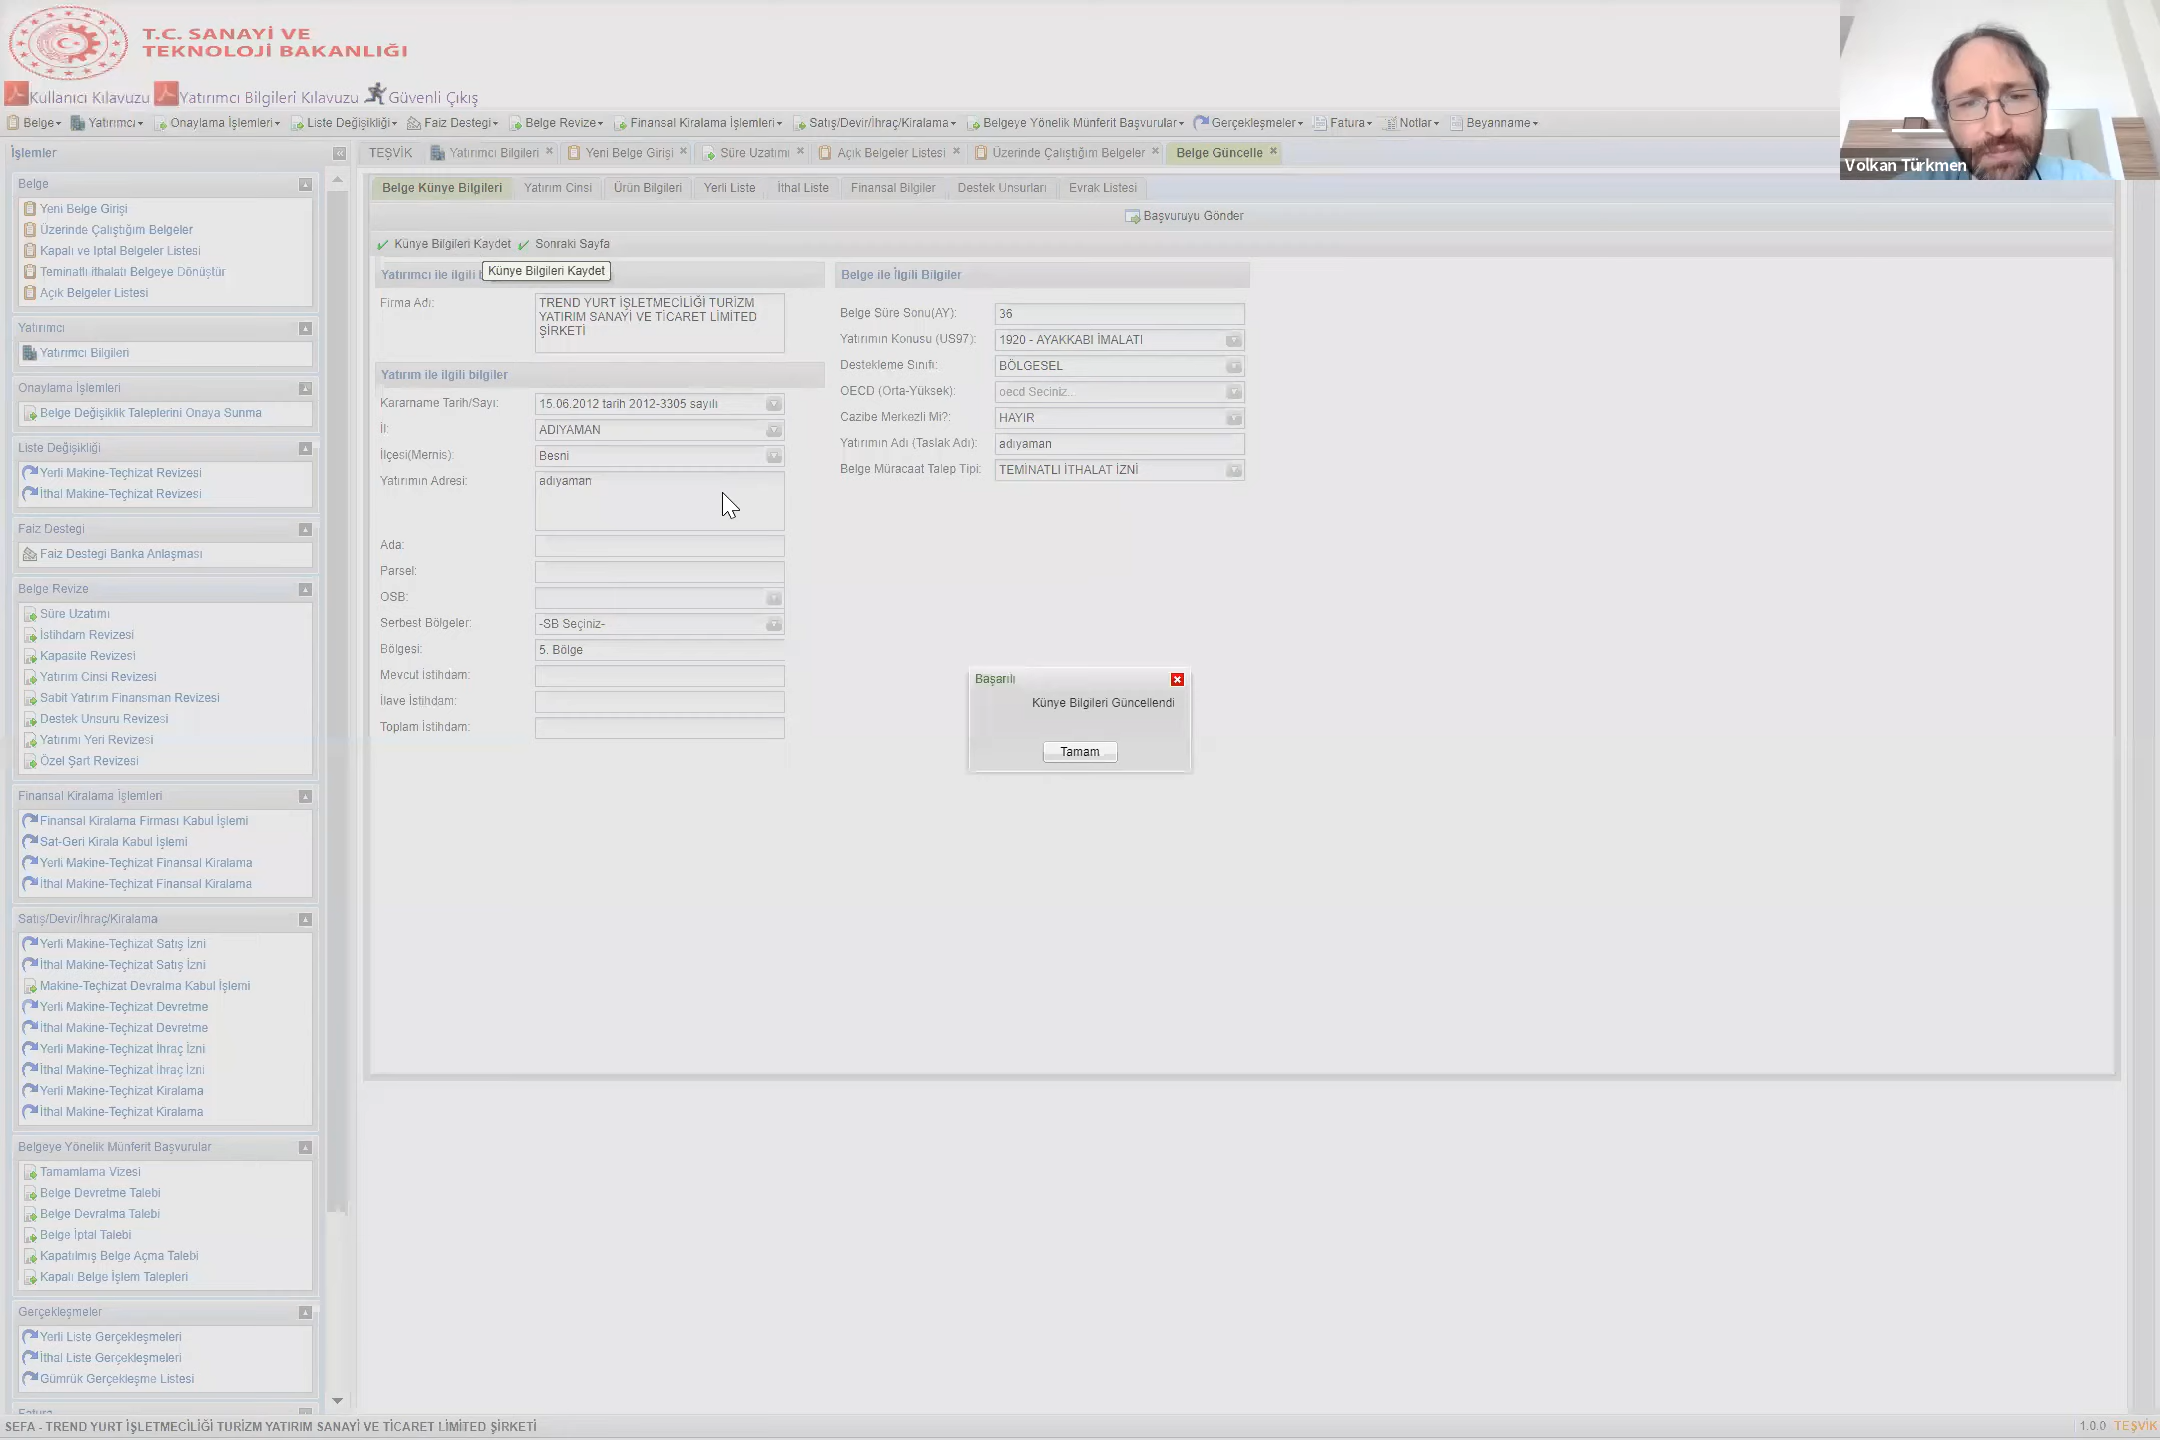 T.C. SANAYİ VE
TEKNOLOJİ BAKANLIĞI
Kullanıcı Kılavuzu Yatırımcı Bilgileri Kılavuzu Güvenli Çıkış
Belge Yatırımcı Onaylama İşlemleri Liste Değişikliği Faiz Destegi Belge Revize Finansal Kiralama İşlemleri Satış/Devir/İhraç/Kiralama Belgeye Yönelik Münferit Başvurular Gerçekleşmeler Fatura Notlar Beyanname
Volkan Türkmen
İşlemler
TEŞVİK Yatırımcı Bilgileri Yeni Belge Girişi Süre Uzatımı Açık Belgeler Listesi Üzerinde Çalıştığım Belgeler Belge Güncelle
Belge
Yeni Belge Girişi
Üzerinde Çalıştığım Belgeler
Kapalı ve İptal Belgeler Listesi
Teminatlı ithalatı Belgeye Dönüştür
Açık Belgeler Listesi
Yatırımcı
Yatırımcı Bilgileri
Onaylama İşlemleri
Belge Değişiklik Taleplerini Onaya Sunma
Liste Değişikliği
Yerli Makine-Teçhizat Revizesi
İthal Makine-Teçhizat Revizesi
Faiz Destegi
Faiz Destegi Banka Anlaşması
Belge Revize
Süre Uzatımı
İstihdam Revizesi
Kapasite Revizesi
Yatırım Cinsi Revizesi
Sabit Yatırım Finansman Revizesi
Destek Unsuru Revizesi
Yatırımı Yeri Revizesi
Özel Şart Revizesi
Finansal Kiralama İşlemleri
Finansal Kiralama Firması Kabul İşlemi
Sat-Geri Kirala Kabul İşlemi
Yerli Makine-Teçhizat Finansal Kiralama
İthal Makine-Teçhizat Finansal Kiralama
Satış/Devir/İhraç/Kiralama
Yerli Makine-Teçhizat Satış İzni
İthal Makine-Teçhizat Satış İzni
Makine-Teçhizat Devralma Kabul İşlemi
Yerli Makine-Teçhizat Devretme
İthal Makine-Teçhizat Devretme
Yerli Makine-Teçhizat İhraç İzni
İthal Makine-Teçhizat İhraç İzni
Yerli Makine-Teçhizat Kiralama
İthal Makine-Teçhizat Kiralama
Belgeye Yönelik Münferit Başvurular
Tamamlama Vizesi
Belge Devretme Talebi
Belge Devralma Talebi
Belge İptal Talebi
Kapatılmış Belge Açma Talebi
Kapalı Belge İşlem Talepleri
Gerçekleşmeler
Yerli Liste Gerçekleşmeleri
İthal Liste Gerçekleşmeleri
Gümrük Gerçekleşme Listesi
Fatura
Belge Künye Bilgileri Yatırım Cinsi Ürün Bilgileri Yerli Liste İthal Liste Finansal Bilgiler Destek Unsurları Evrak Listesi
Başvuruyu Gönder
Künye Bilgileri Kaydet Sonraki Sayfa
Künye Bilgileri Kaydet
Yatırımcı ile ilgili
Firma Adı: TREND YURT İŞLETMECİLİĞİ TURİZM
YATIRIM SANAYİ VE TİCARET LİMİTED
ŞİRKETİ
Yatırım ile ilgili bilgiler
Kararname Tarih/Sayı: 15.06.2012 tarih 2012-3305 sayılı
İl: ADIYAMAN
İlçesi(Mernis): Besni
Yatırımın Adresi: adıyaman
Ada:
Parsel:
OSB:
Serbest Bölgeler: -SB Seçiniz-
Bölgesi: 5. Bölge
Mevcut İstihdam:
İlave İstihdam:
Toplam İstihdam:
Belge ile İlgili Bilgiler
Belge Süre Sonu(AY): 36
Yatırımın Konusu (US97): 1920 - AYAKKABI İMALATI
Destekleme Sınıfı: BÖLGESEL
OECD (Orta-Yüksek): oecd Seciniz..
Cazibe Merkezli Mi?: HAYIR
Yatırımın Adı (Taslak Adı): adıyaman
Belge Müracaat Talep Tipi: TEMİNATLI İTHALAT İZNİ
Başarılı
Künye Bilgileri Güncellendi
Tamam
SEFA - TREND YURT İŞLETMECİLİĞİ TURİZM YATIRIM SANAYİ VE TİCARET LİMİTED ŞİRKETİ
1.0.0 TEŞVİK